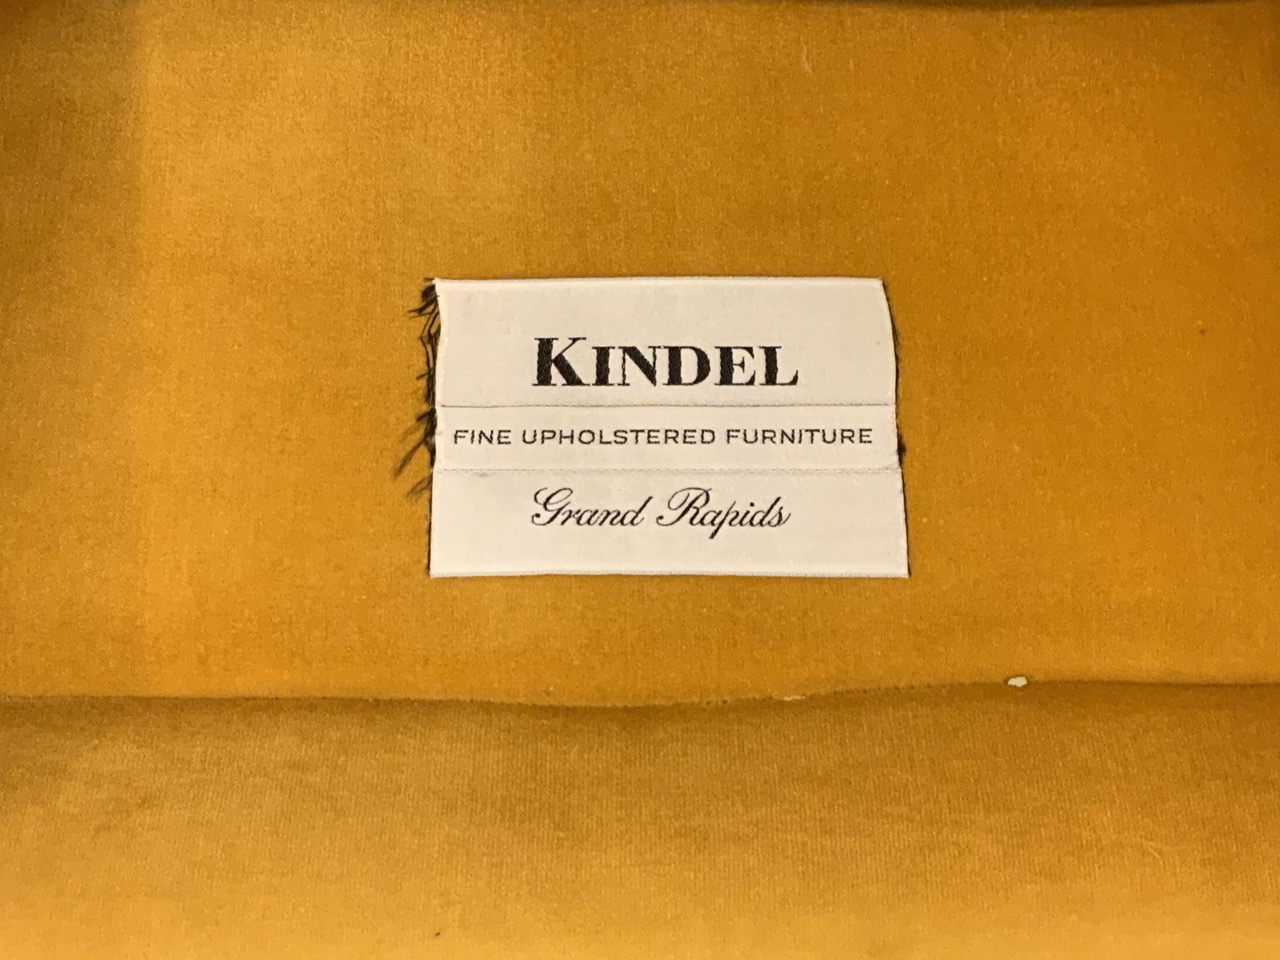 KINDEL
FINE UPHOLSTERED FURNITURE
Grand Rapids